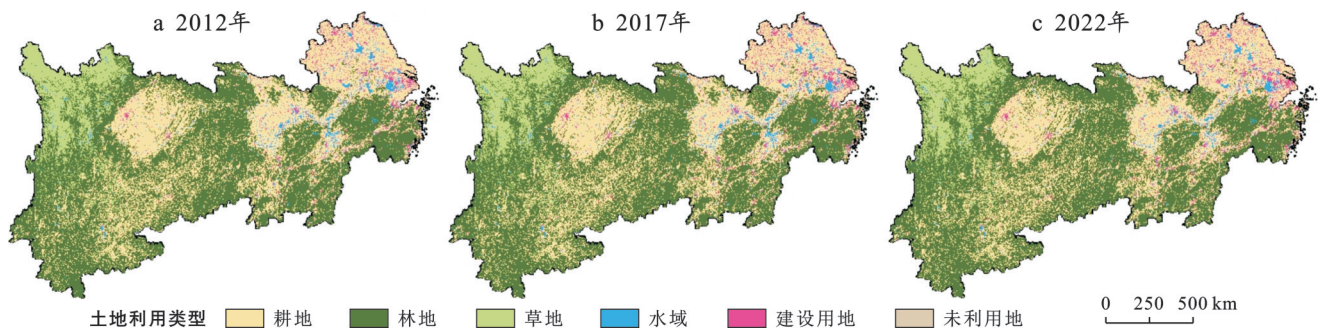 a 2012年
b 2017年
c 2022年
土地利用类型 耕地 林地 草地 水域 建设用地 未利用地 0 250 500 km